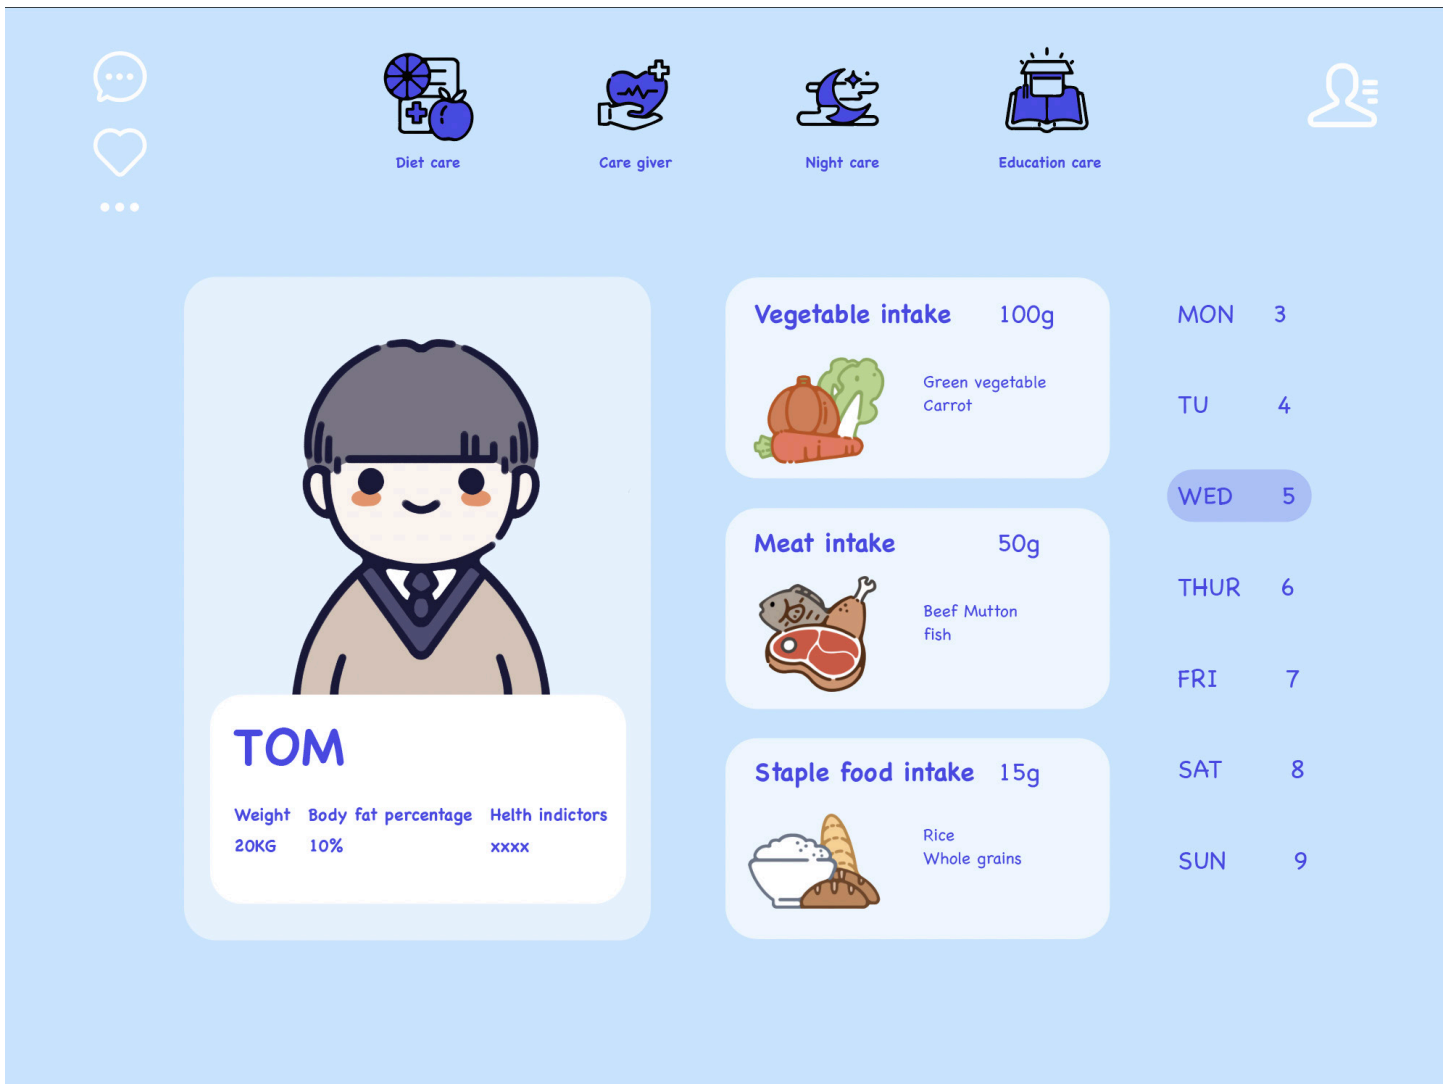 Diet care
Care giver
Night care
Education care
TOM
Weight Body fat percentage Helth indictors
20KG 10% xxxx
Vegetable intake 100g
Green vegetable
Carrot
Meat intake 50g
Beef Mutton
fish
Staple food intake 15g
Rice
Whole grains
MON 3
TU 4
WED 5
THUR 6
FRI 7
SAT 8
SUN 9